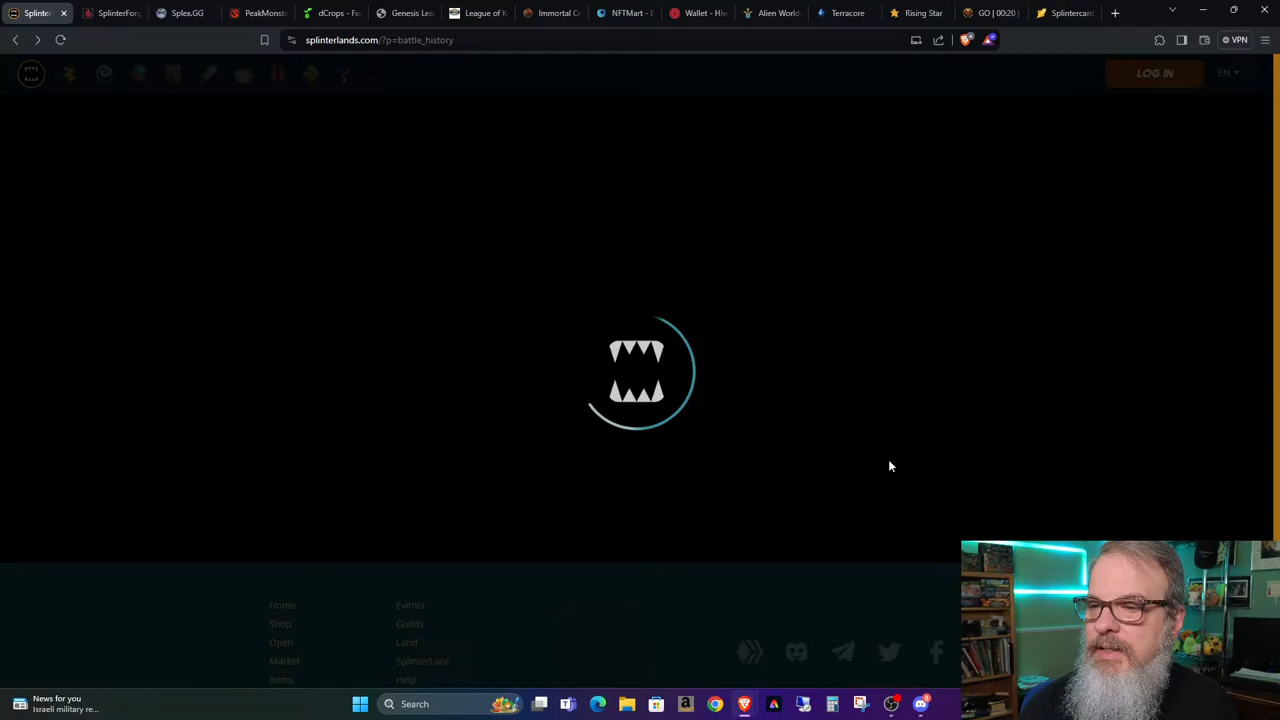 Splinter
SplinterForg
Splex.GG
PeakMonst
dCrops - Fa
Genesis Lea
League of K
Immortal C
NFTMart - E
Wallet - Hiv
Alien World
Terracore
Rising Star
GO | 00:20 |
Splintercard
splinterlands.com/?p=battle_history
VPN
LOG IN
EN
Home
Events
Shop
Guilds
Open
Land
Market
SplinterLore
Items
Help
News for you
Israeli military re...
Search